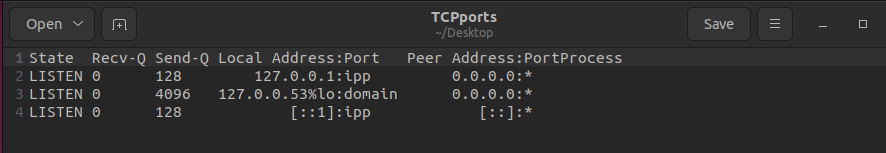 Open TCPports Save
~/Desktop
1 State  Recv-Q Send-Q Local Address:Port   Peer Address:PortProcess
2 LISTEN 0      128        127.0.0.1:ipp         0.0.0.0:*
3 LISTEN 0      4096   127.0.0.53%lo:domain      0.0.0.0:*
4 LISTEN 0      128            [::1]:ipp            [::]:*